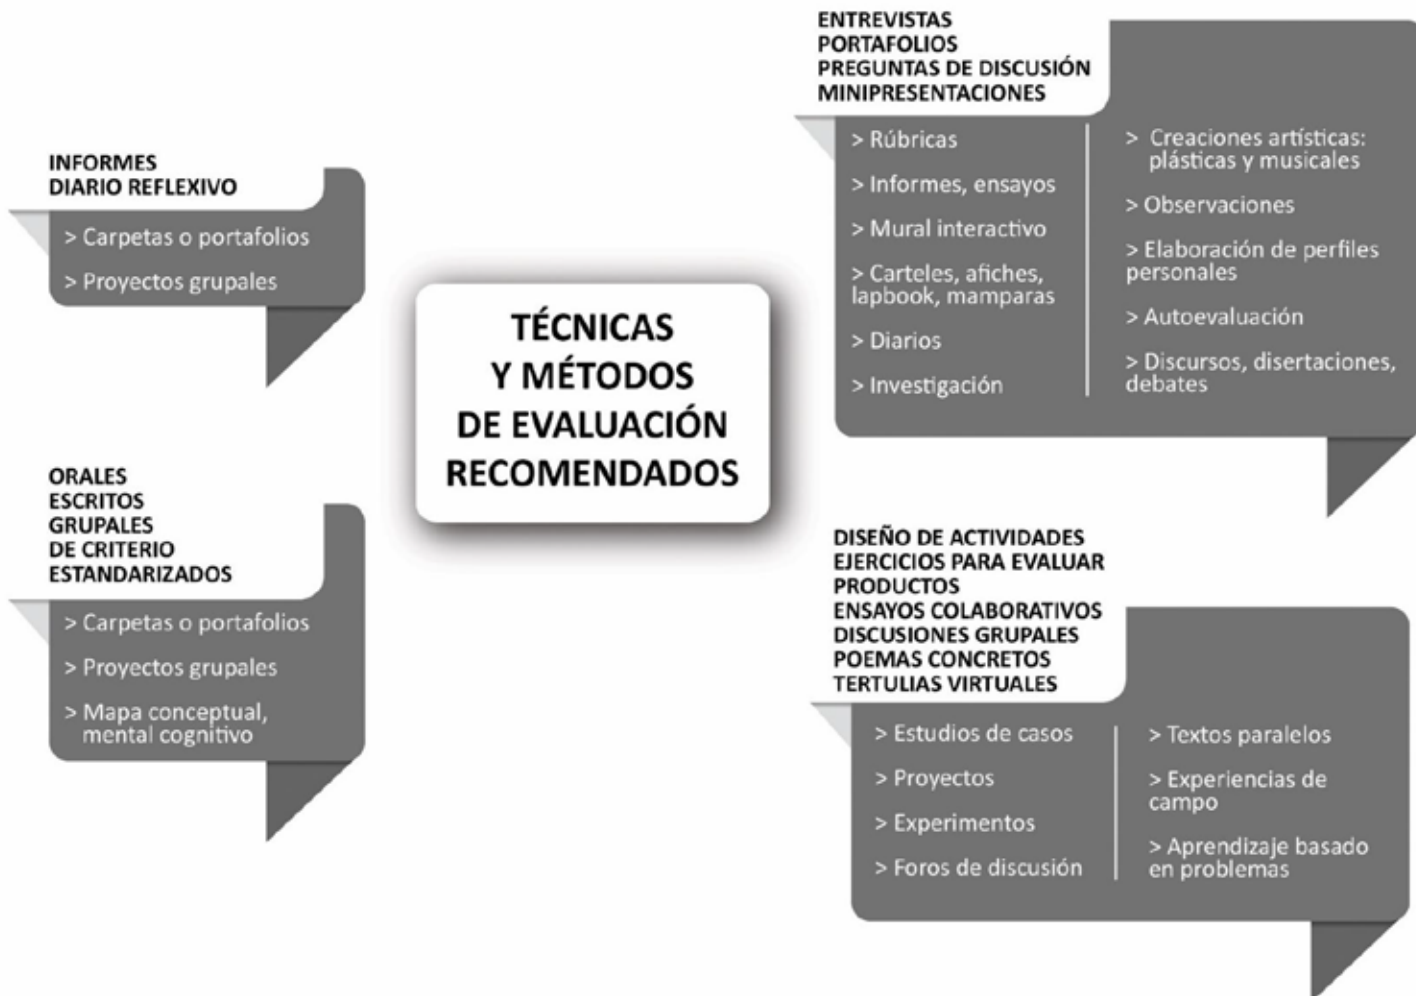 INFORMES
DIARIO REFLEXIVO
> Carpetas o portafolios
> Proyectos grupales
ORALES
ESCRITOS
GRUPALES
DE CRITERIO
ESTANDARIZADOS
> Carpetas o portafolios
> Proyectos grupales
> Mapa conceptual,
mental cognitivo
TÉCNICAS
Y MÉTODOS
DE EVALUACIÓN
RECOMENDADOS
ENTREVISTAS
PORTAFOLIOS
PREGUNTAS DE DISCUSIÓN
MINIPRESENTACIONES
> Rúbricas
> Informes, ensayos
> Mural interactivo
> Carteles, afiches,
lapbook, mamparas
> Diarios
> Investigación
> Creaciones artísticas:
plásticas y musicales
> Observaciones
> Elaboración de perfiles
personales
> Autoevaluación
> Discursos, disertaciones,
debates
DISEÑO DE ACTIVIDADES
EJERCICIOS PARA EVALUAR
PRODUCTOS
ENSAYOS COLABORATIVOS
DISCUSIONES GRUPALES
POEMAS CONCRETOS
TERTULIAS VIRTUALES
> Estudios de casos
> Proyectos
> Experimentos
> Foros de discusión
> Textos paralelos
> Experiencias de
campo
> Aprendizaje basado
en problemas